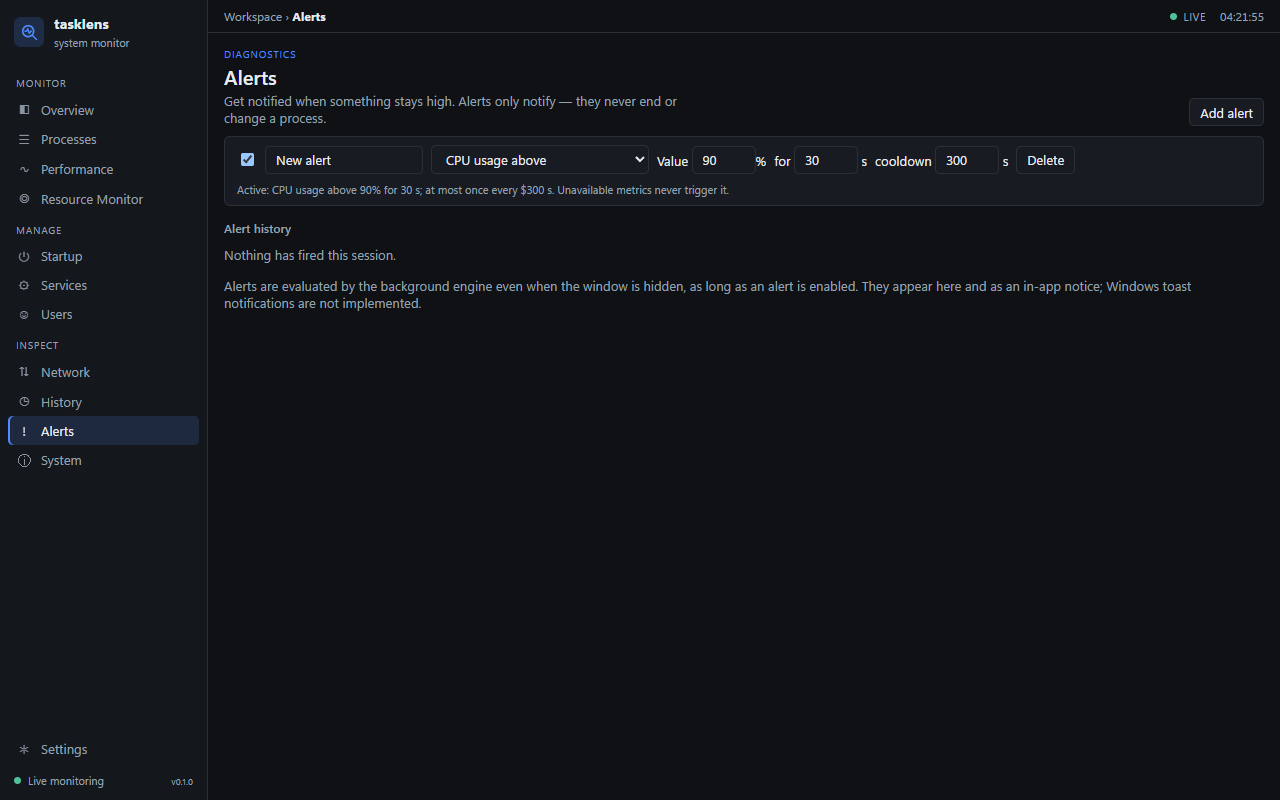 tasklens
system monitor
MONITOR
Overview
Processes
Performance
Resource Monitor
MANAGE
Startup
Services
Users
INSPECT
Network
History
Alerts
System
Settings
Live monitoring v0.1.0
Workspace › Alerts
LIVE 04:21:55
DIAGNOSTICS
Alerts
Get notified when something stays high. Alerts only notify — they never end or
change a process.
Add alert
New alert CPU usage above Value 90 % for 30 s cooldown 300 s Delete
Active: CPU usage above 90% for 30 s; at most once every $300 s. Unavailable metrics never trigger it.
Alert history
Nothing has fired this session.
Alerts are evaluated by the background engine even when the window is hidden, as long as an alert is enabled. They appear here and as an in-app notice; Windows toast
notifications are not implemented.